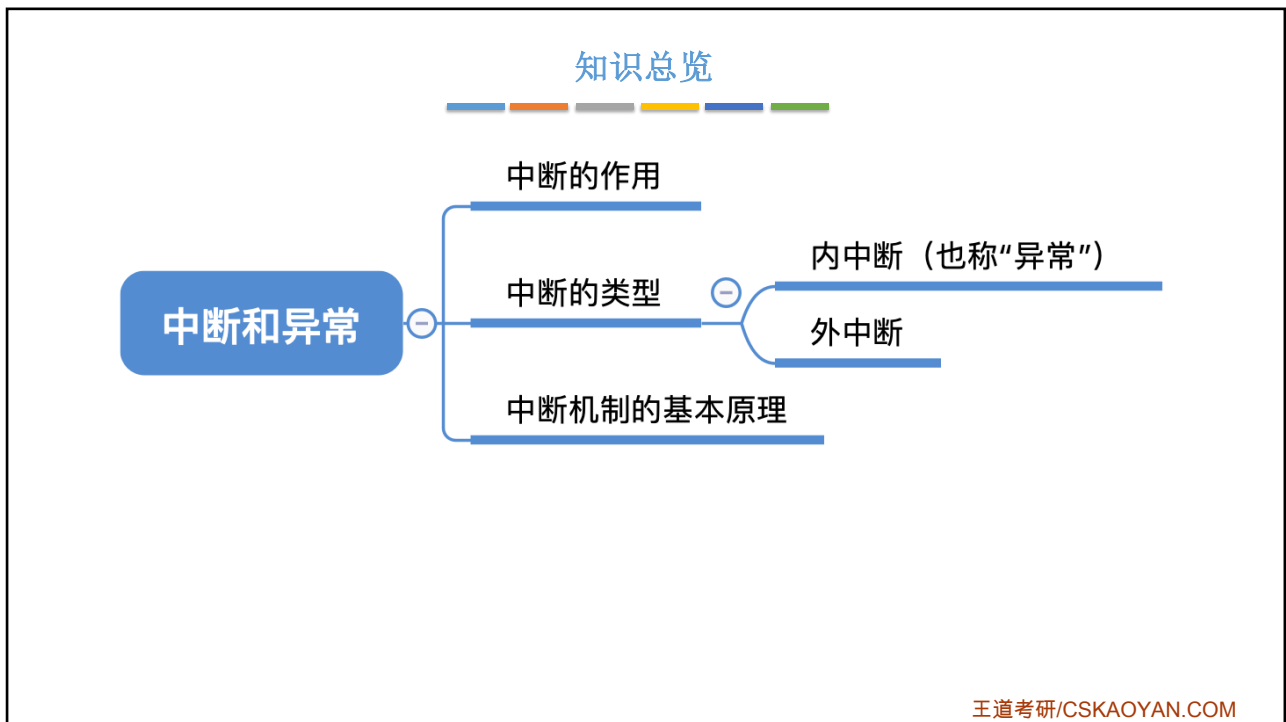 知识总览
中断的作用
内中断（也称“异常”）
中断的类型
中断和异常
外中断
中断机制的基本原理
王道考研/CSKAOYAN.COM